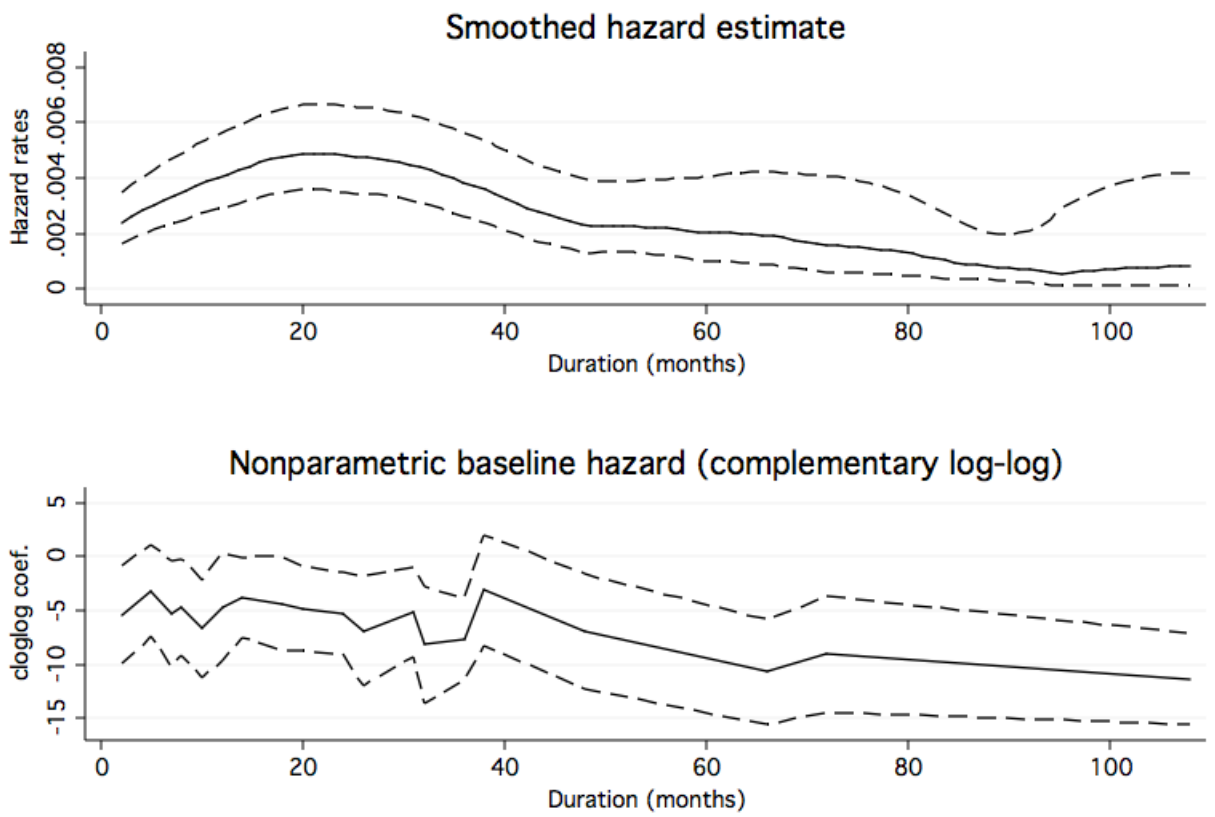 Smoothed hazard estimate
Hazard rates
.008
.006
.004
.002
0
0 20 40 60 80 100
Duration (months)
Nonparametric baseline hazard (complementary log-log)
cloglog coef.
5
0
-5
-10
-15
0 20 40 60 80 100
Duration (months)